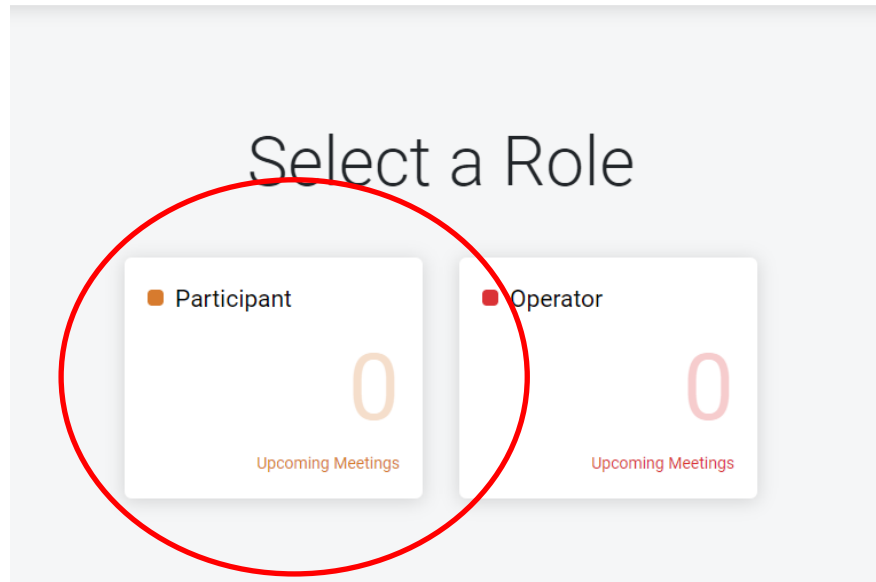 Select a Role
Participant
0
Upcoming Meetings
Operator
0
Upcoming Meetings